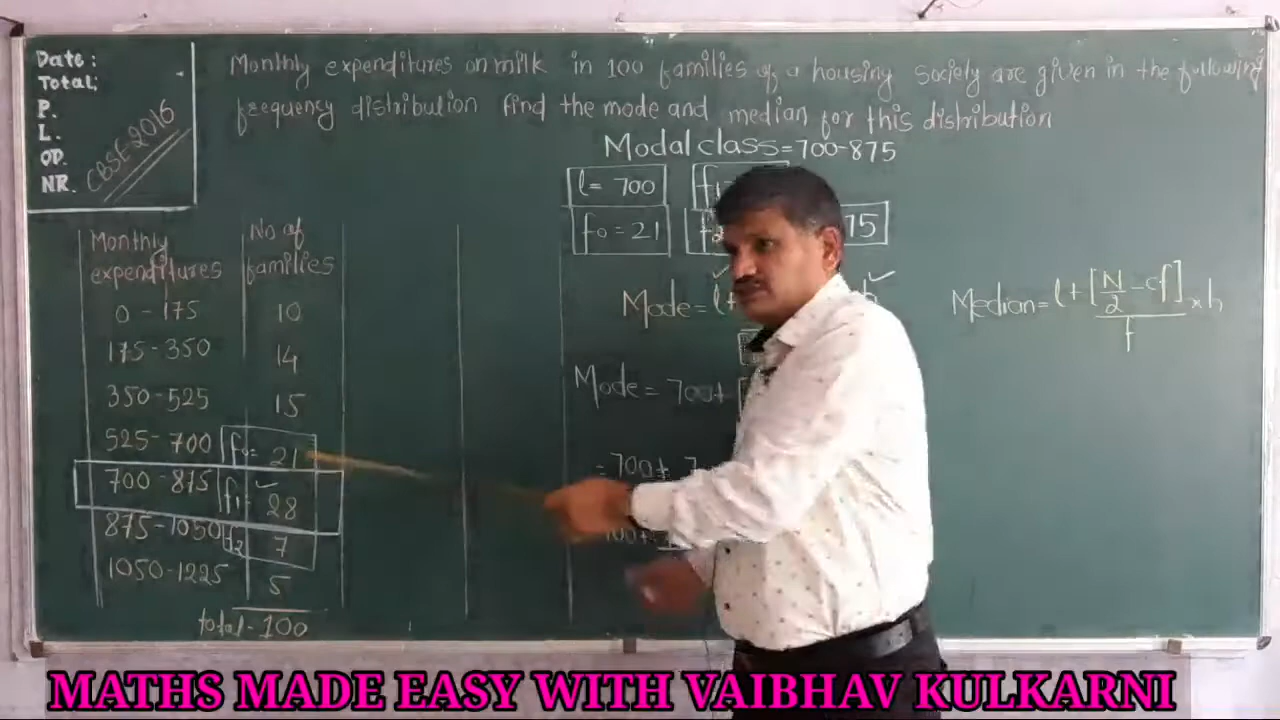 Date:
Total:
P.
L.
OP.
NR.
CBSE 2016
Monthly expenditures on milk in 100 families of a housing society are given in the following
frequency distribution find the mode and median for this distribution
Modal class = 700-875
l = 700
f0 = 21
75
Monthly expenditures No of families
0 - 175 10
175 - 350 14
350 - 525 15
525 - 700 f0 = 21
700 - 875 f1 = 28
875 - 1050 f2 7
1050 - 1225 5
total - 100
Mode = l +
h
Mode = 700+
= 700 + 7
Median = l + [N/2 - cf]/f × h
MATHS MADE EASY WITH VAIBHAV KULKARNI